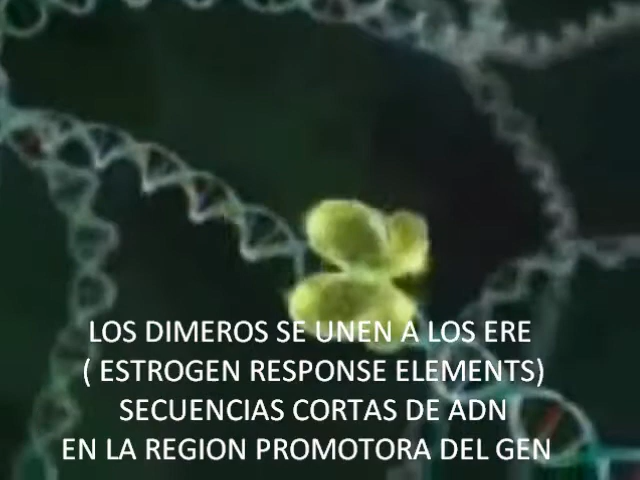 LOS DIMEROS SE UNEN A LOS ERE
( ESTROGEN RESPONSE ELEMENTS)
SECUENCIAS CORTAS DE ADN
EN LA REGION PROMOTORA DEL GEN